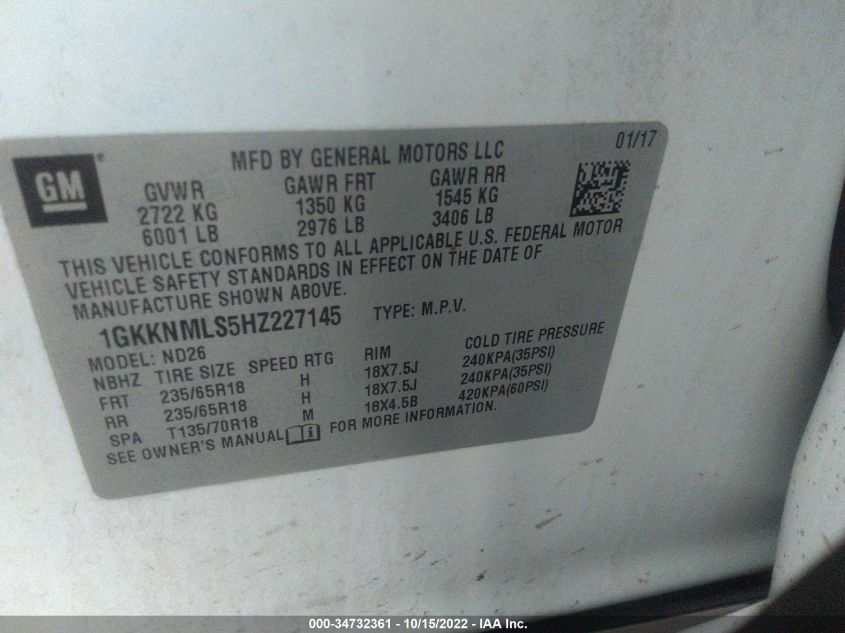 01/17
GM ®
MFD BY GENERAL MOTORS LLC
GVWR GAWR FRT GAWR RR
2722 KG 1350 KG 1545 KG
6001 LB 2976 LB 3406 LB
THIS VEHICLE CONFORMS TO ALL APPLICABLE U.S. FEDERAL MOTOR
VEHICLE SAFETY STANDARDS IN EFFECT ON THE DATE OF
MANUFACTURE SHOWN ABOVE.
1GKKNMLS5HZ227145 TYPE: M.P.V.
MODEL: ND26
NBHZ TIRE SIZE SPEED RTG RIM COLD TIRE PRESSURE
FRT 235/65R18 H 18X7.5J 240KPA(35PSI)
RR 235/65R18 H 18X7.5J 240KPA(35PSI)
SPA T135/70R18 M 18X4.5B 420KPA(60PSI)
SEE OWNER'S MANUAL i FOR MORE INFORMATION.
000-34732361 - 10/15/2022 - IAA Inc.